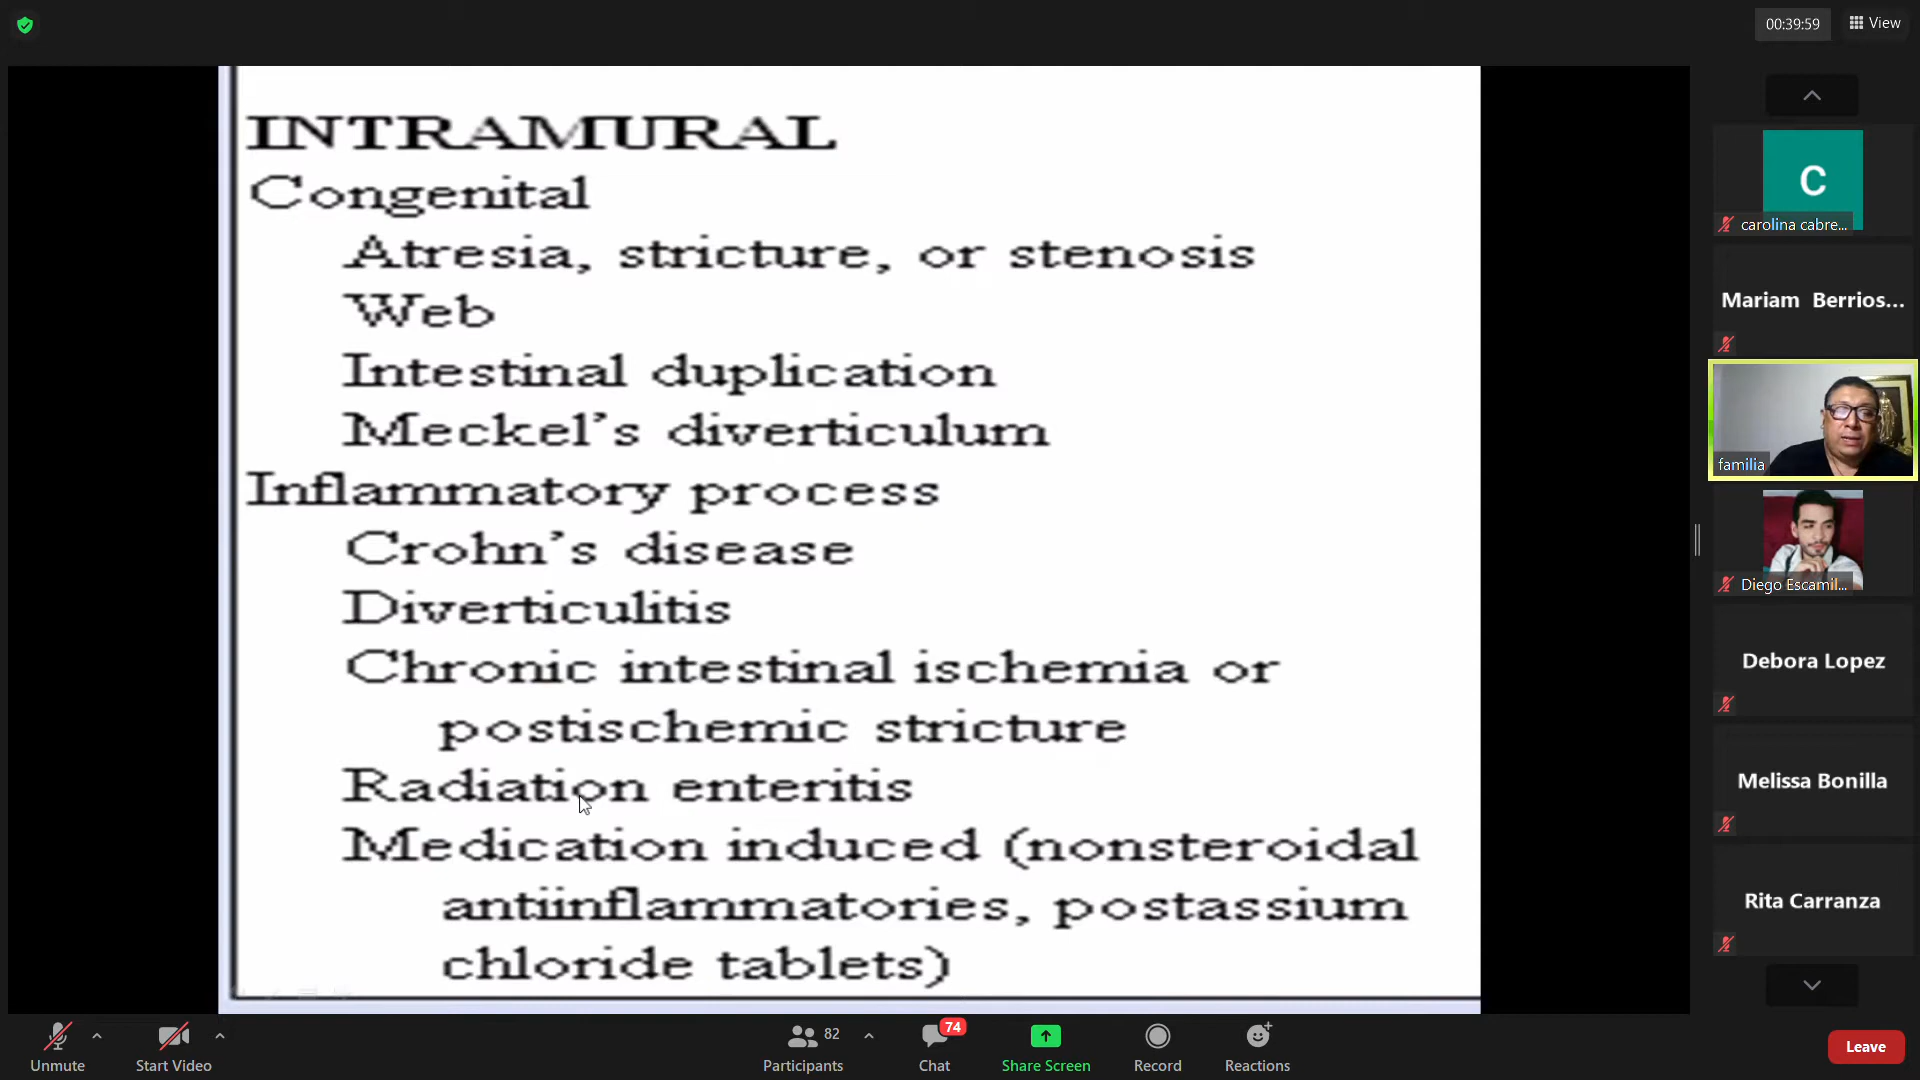 00:39:59
View
INTRAMURAL
Congenital
Atresia, stricture, or stenosis
Web
Intestinal duplication
Meckel's diverticulum
Inflammatory process
Crohn's disease
Diverticulitis
Chronic intestinal ischemia or
postischemic stricture
Radiation enteritis
Medication induced (nonsteroidal
antiinflammatories, postassium
chloride tablets)
C
carolina cabre...
Mariam Berrios...
familia
Diego Escamil...
Debora Lopez
Melissa Bonilla
Rita Carranza
Unmute
Start Video
82
Participants
74
Chat
Share Screen
Record
Reactions
Leave